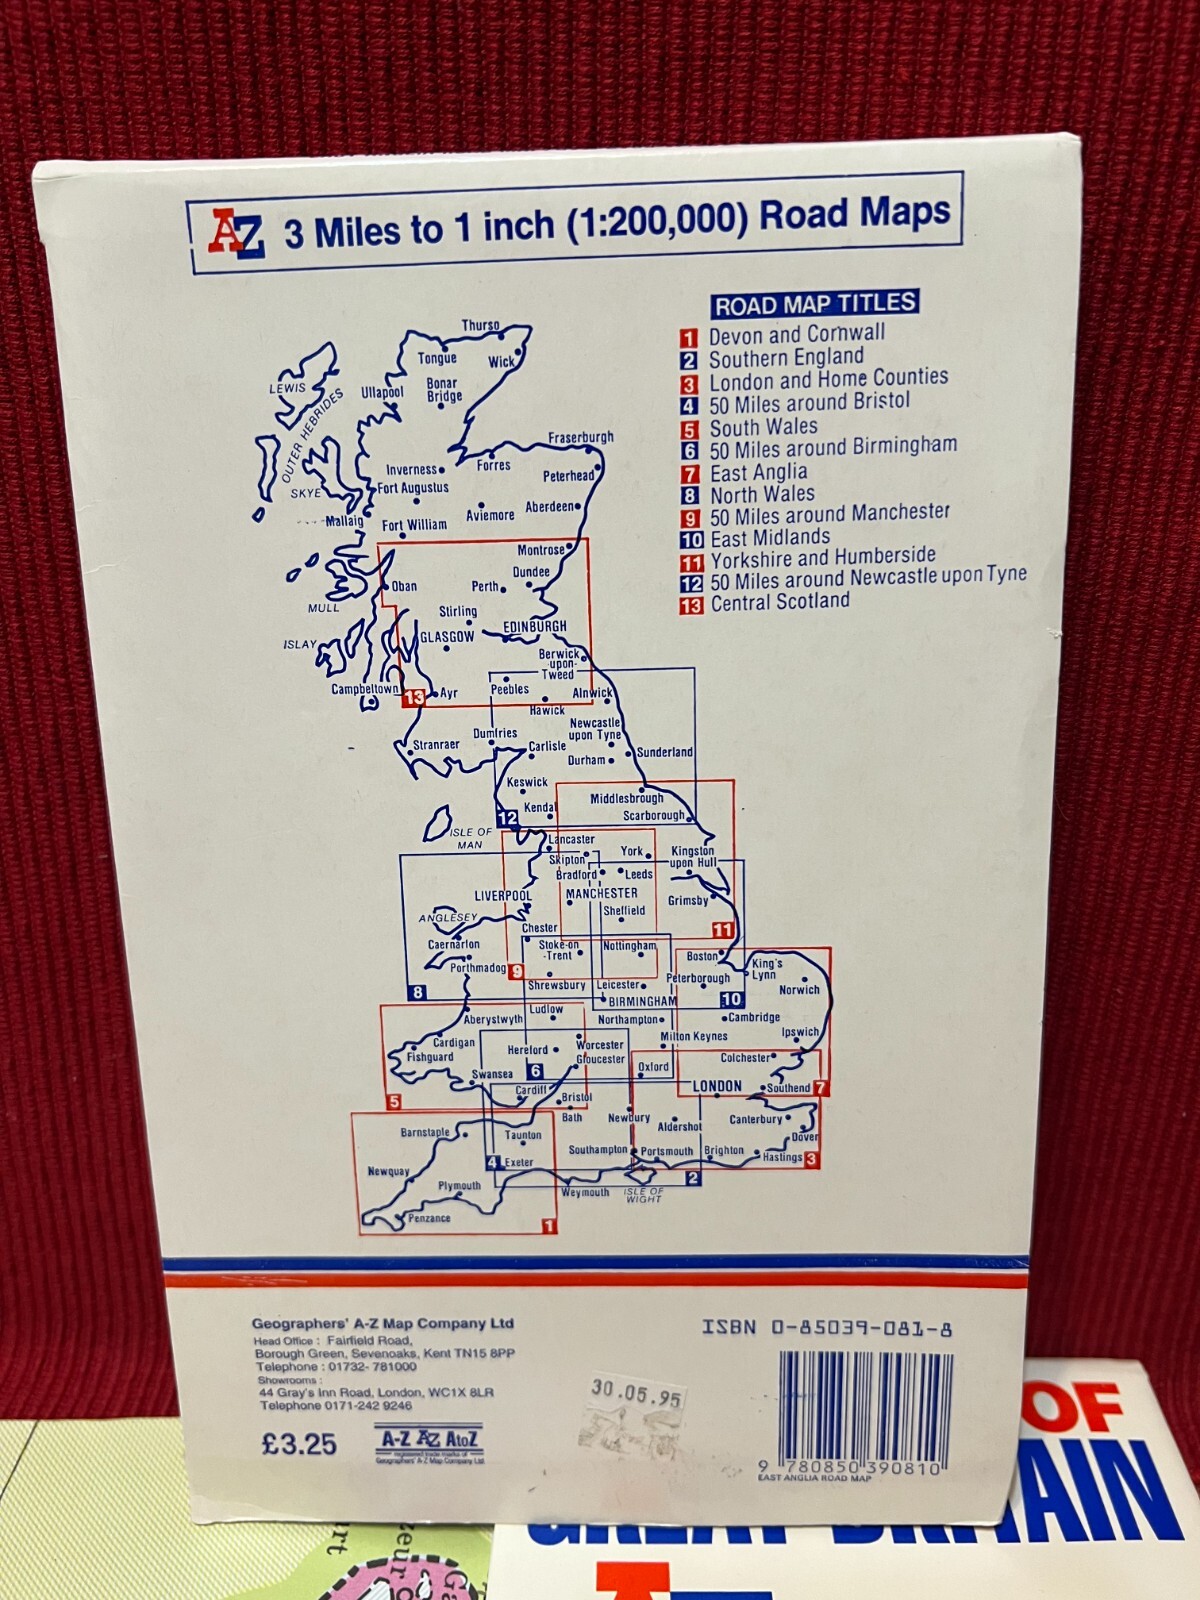 AZ 3 Miles to 1 inch (1:200,000) Road Maps
ROAD MAP TITLES
1 Devon and Cornwall
2 Southern England
3 London and Home Counties
4 50 Miles around Bristol
5 South Wales
6 50 Miles around Birmingham
7 East Anglia
8 North Wales
9 50 Miles around Manchester
10 East Midlands
11 Yorkshire and Humberside
12 50 Miles around Newcastle upon Tyne
13 Central Scotland
Thurso
Tongue
Wick
LEWIS
Ullapool
Bonar
Bridge
OUTER HEBRIDES
Fraserburgh
Inverness
Forres
Peterhead
SKYE
Fort Augustus
Mallaig
Fort William
Aviemore
Aberdeen
Montrose
Oban
Perth
Dundee
MULL
Stirling
ISLAY
GLASGOW
EDINBURGH
Berwick
-upon-
Tweed
Campbeltown
13
Ayr
Peebles
Alnwick
Hawick
Dumfries
Newcastle
upon Tyne
Stranraer
Carlisle
Durham
Sunderland
Keswick
Middlesbrough
12
Kendal
Scarborough
ISLE OF
MAN
Lancaster
Skipton
York
Kingston
upon Hull
Bradford
Leeds
LIVERPOOL
MANCHESTER
Grimsby
ANGLESEY
Sheffield
Chester
11
Caernarfon
Stoke-on
-Trent
Nottingham
Boston
King's
Lynn
Porthmadog
9
Shrewsbury
Leicester
Peterborough
Norwich
8
BIRMINGHAM
10
Aberystwyth
Ludlow
Northampton
Cambridge
Cardigan
Worcester
Milton Keynes
Ipswich
Fishguard
Hereford
Gloucester
Colchester
Swansea
6
Oxford
5
Cardiff
Bristol
LONDON
Southend
7
Bath
Newbury
Aldershot
Canterbury
Barnstaple
Taunton
Dover
4
Exeter
Southampton
Portsmouth
Brighton
Hastings
3
Newquay
Plymouth
Weymouth
ISLE OF
WIGHT
2
Penzance
1
Geographers' A-Z Map Company Ltd
Head Office : Fairfield Road,
Borough Green, Sevenoaks, Kent TN15 8PP
Telephone : 01732- 781000
Showrooms :
44 Gray's Inn Road, London, WC1X 8LR
Telephone 0171-242 9246
£3.25
A-Z AZ AtoZ
registered trade marks of
Geographers' A-Z Map Company Ltd.
30.05.95
ISBN 0-85039-081-8
9 780850 390810
EAST ANGLIA ROAD MAP
OF
GREAT BRITAIN